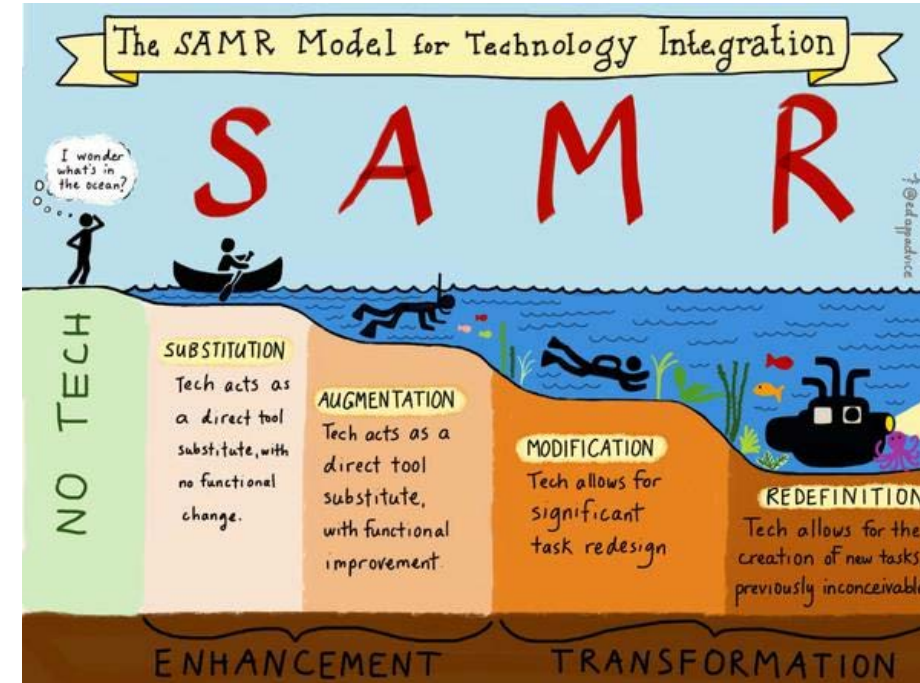 The SAMR Model for Technology Integration
S A M R
I wonder
what's in
the ocean?
@edappadvice
NO TECH
SUBSTITUTION
Tech acts as
a direct tool
substitute, with
no functional
change.
AUGMENTATION
Tech acts as a
direct tool
substitute,
with functional
improvement.
MODIFICATION
Tech allows for
significant
task redesign
REDEFINITION
Tech allows for the
creation of new tasks
previously inconceivable
ENHANCEMENT
TRANSFORMATION